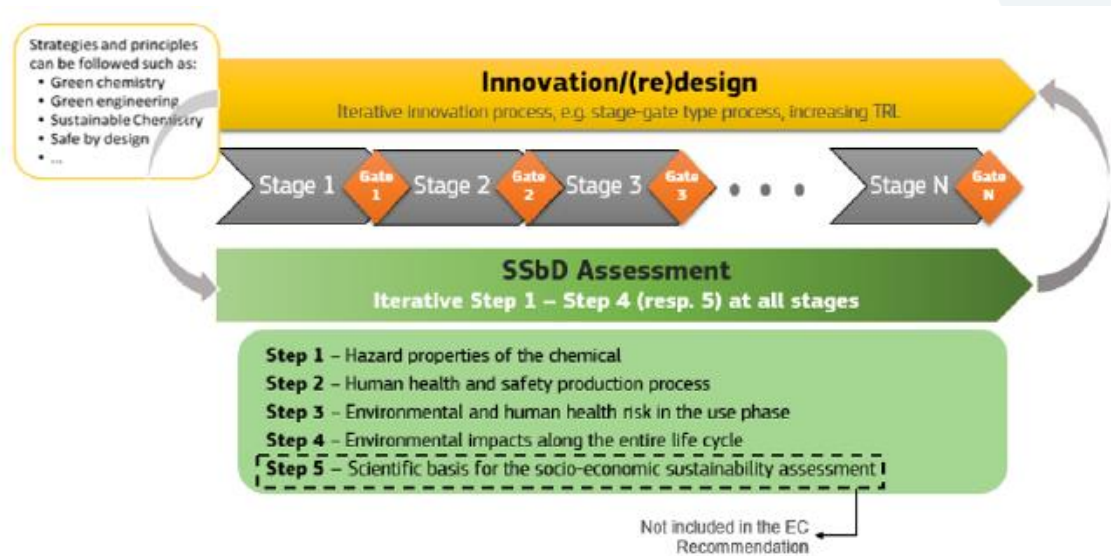 Strategies and principles
can be followed such as:
• Green chemistry
• Green engineering
• Sustainable Chemistry
• Safe by design
• ...
Innovation/(re)design
Iterative innovation process, e.g. stage-gate type process, increasing TRL
Stage 1
Gate
1
Stage 2
Gate
2
Stage 3
Gate
3
• • •
Stage N
Gate
N
SSbD Assessment
Iterative Step 1 – Step 4 (resp. 5) at all stages
Step 1 – Hazard properties of the chemical
Step 2 – Human health and safety production process
Step 3 – Environmental and human health risk in the use phase
Step 4 – Environmental impacts along the entire life cycle
Step 5 – Scientific basis for the socio-economic sustainability assessment
Not included in the EC
Recommendation